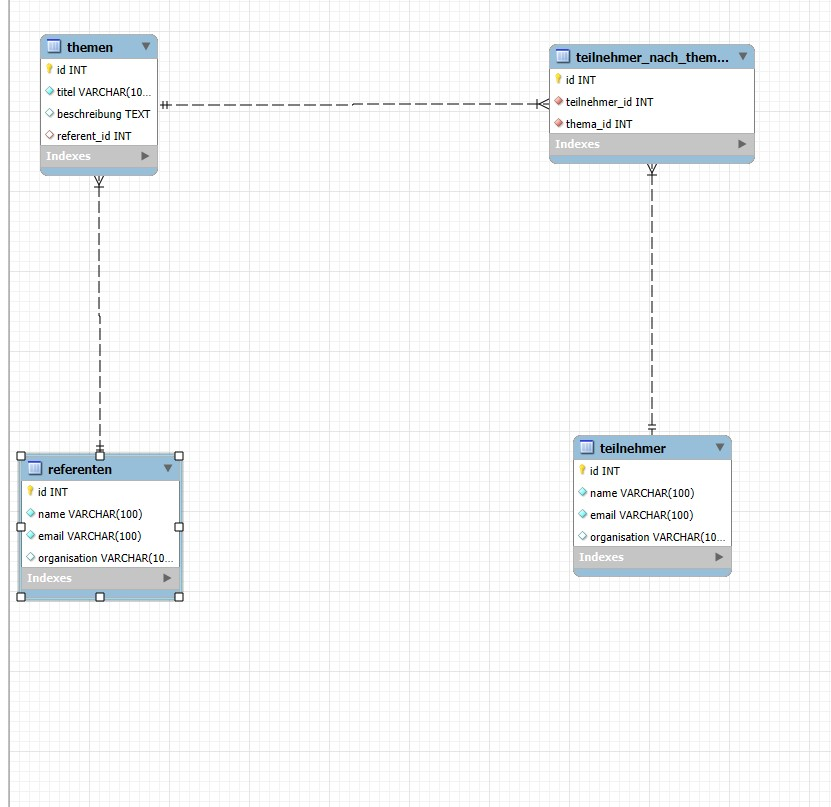 themen
id INT
titel VARCHAR(10...
beschreibung TEXT
referent_id INT
Indexes
teilnehmer_nach_them...
id INT
teilnehmer_id INT
thema_id INT
Indexes
referenten
id INT
name VARCHAR(100)
email VARCHAR(100)
organisation VARCHAR(10...
Indexes
teilnehmer
id INT
name VARCHAR(100)
email VARCHAR(100)
organisation VARCHAR(10...
Indexes